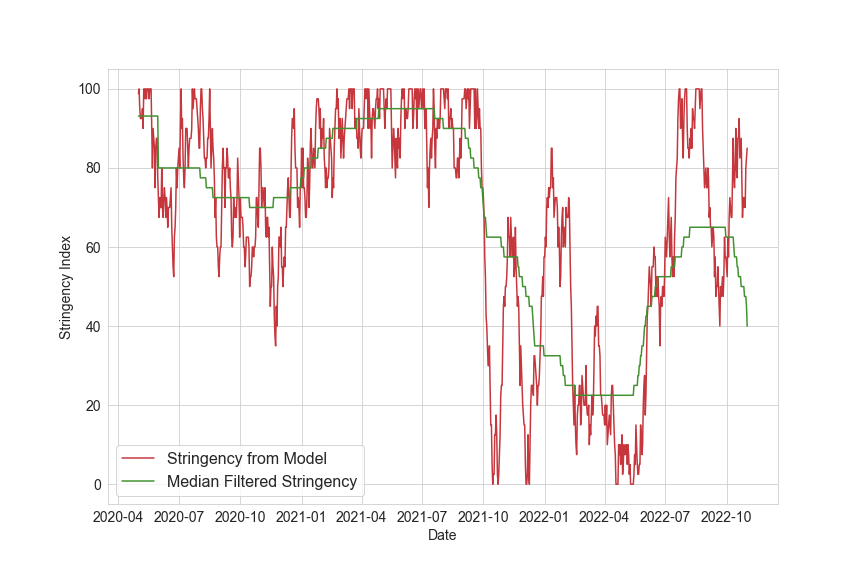 100
80
60
40
20
0
Stringency Index
Stringency from Model
Median Filtered Stringency
2020-04 2020-07 2020-10 2021-01 2021-04 2021-07 2021-10 2022-01 2022-04 2022-07 2022-10
Date